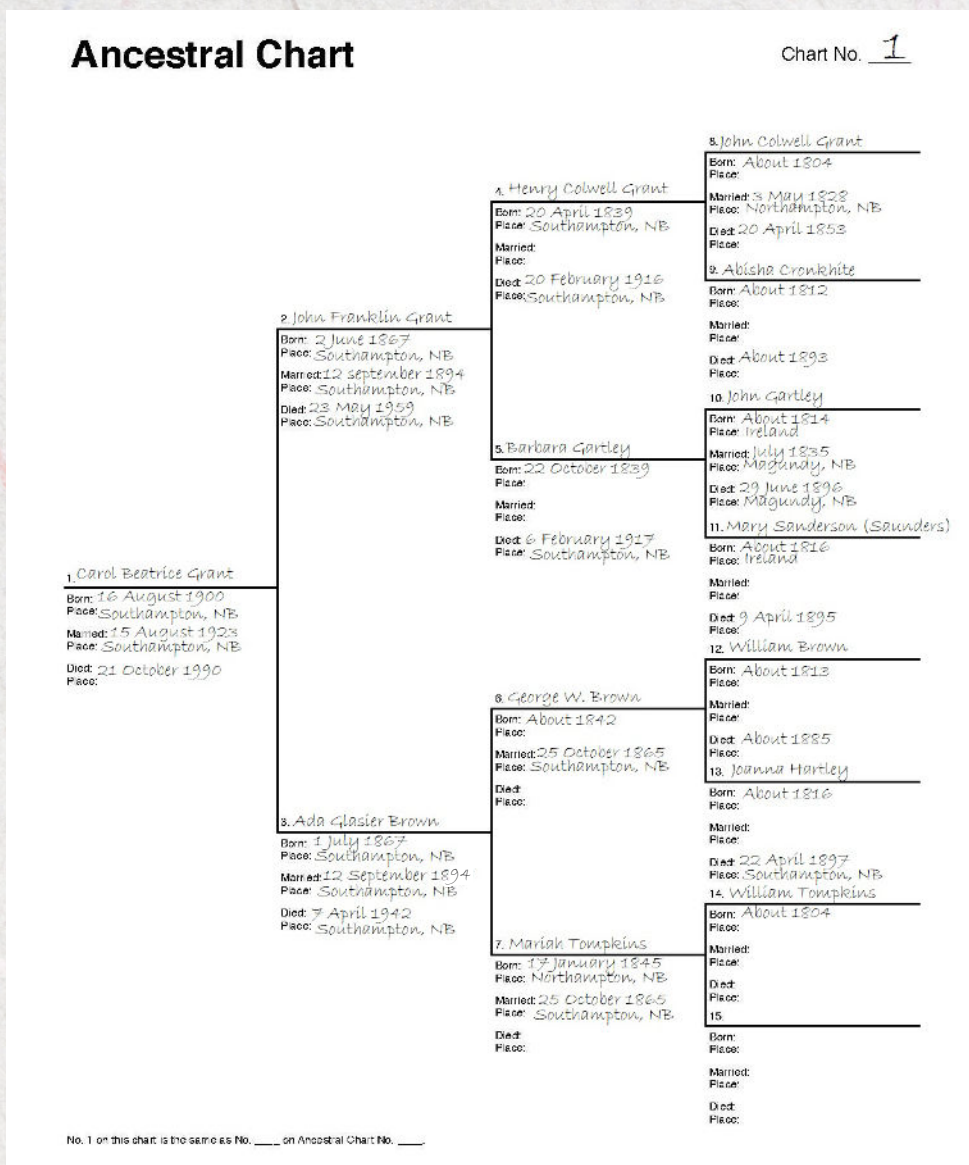 Ancestral Chart
Chart No. 1
1. Carol Beatrice Grant
Born: 16 August 1900
Place: Southampton, NB
Married: 15 August 1923
Place: Southampton, NB
Died: 21 October 1990
Place:
2. John Franklin Grant
Born: 2 June 1867
Place: Southampton, NB
Married: 12 september 1894
Place: Southampton, NB
Died: 23 May 1959
Place: Southampton, NB
3. Ada Glasier Brown
Born: 1 July 1867
Place: Southampton, NB
Married: 12 September 1894
Place: Southampton, NB
Died: 7 April 1942
Place: Southampton, NB
4. Henry Colwell Grant
Born: 20 April 1839
Place: Southampton, NB
Married:
Place:
Died: 20 February 1916
Place: Southampton, NB
5. Barbara Gartley
Born: 22 October 1839
Place:
Married:
Place:
Died: 6 February 1917
Place: Southampton, NB
6. George W. Brown
Born: About 1842
Place:
Married: 25 October 1865
Place: Southampton, NB
Died:
Place:
7. Mariah Tompkins
Born: 17 January 1845
Place: Northampton, NB
Married: 25 October 1865
Place: Southampton, NB
Died:
Place:
8. John Colwell Grant
Born: About 1804
Place:
Married: 3 May 1828
Place: Northampton, NB
Died: 20 April 1853
Place:
9. Abisha Cronkhite
Born: About 1812
Place:
Married:
Place:
Died: About 1893
Place:
10. John Gartley
Born: About 1814
Place: Ireland
Married: July 1835
Place: Magundy, NB
Died: 29 June 1896
Place: Magundy, NB
11. Mary Sanderson (Saunders)
Born: About 1816
Place: Ireland
Married:
Place:
Died: 9 April 1895
Place:
12. William Brown
Born: About 1813
Place:
Married:
Place:
Died: About 1885
Place:
13. Joanna Hartley
Born: About 1816
Place:
Married:
Place:
Died: 22 April 1897
Place: Southampton, NB
14. William Tompkins
Born: About 1804
Place:
Married:
Place:
Died:
Place:
15.
Born:
Place:
Married:
Place:
Died:
Place:
No. 1 on this chart is the same as No. ____ on Ancestral Chart No. ____.